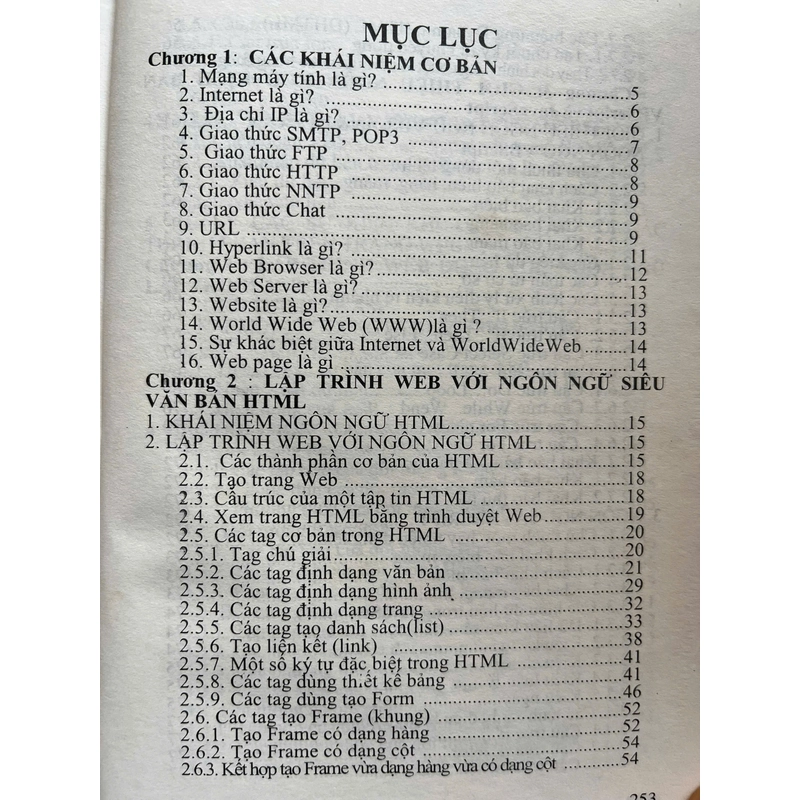 MỤC LỤC
Chương 1: CÁC KHÁI NIỆM CƠ BẢN
1. Mạng máy tính là gì? 5
2. Internet là gì? 6
3. Địa chỉ IP là gì? 6
4. Giao thức SMTP, POP3 7
5. Giao thức FTP 8
6. Giao thức HTTP 8
7. Giao thức NNTP 9
8. Giao thức Chat 9
9. URL 9
10. Hyperlink là gì? 11
11. Web Browser là gì? 12
12. Web Server là gì? 13
13. Website là gì? 13
14. World Wide Web (WWW)là gì ? 13
15. Sự khác biệt giữa Internet và WorldWideWeb 14
16. Web page là gì 14
Chương 2 : LẬP TRÌNH WEB VỚI NGÔN NGỮ SIÊU
VĂN BẢN HTML
1. KHÁI NIỆM NGÔN NGỮ HTML 15
2. LẬP TRÌNH WEB VỚI NGÔN NGỮ HTML 15
2.1. Các thành phần cơ bản của HTML 15
2.2. Tạo trang Web 18
2.3. Cấu trúc của một tập tin HTML 18
2.4. Xem trang HTML bằng trình duyệt Web 19
2.5. Các tag cơ bản trong HTML 20
2.5.1. Tag chú giải 20
2.5.2. Các tag định dạng văn bản 21
2.5.3. Các tag định dạng hình ảnh 29
2.5.4. Các tag định dạng trang 32
2.5.5. Các tag tạo danh sách(list) 33
2.5.6. Tạo liên kết (link) 38
2.5.7. Một số ký tự đặc biệt trong HTML 41
2.5.8. Các tag dùng thiết kế bảng 41
2.5.9. Các tag dùng tạo Form 46
2.6. Các tag tạo Frame (khung) 52
2.6.1. Tạo Frame có dạng hàng 52
2.6.2. Tạo Frame có dạng cột 54
2.6.3. Kết hợp tạo Frame vừa dạng hàng vừa có dạng cột 54
253